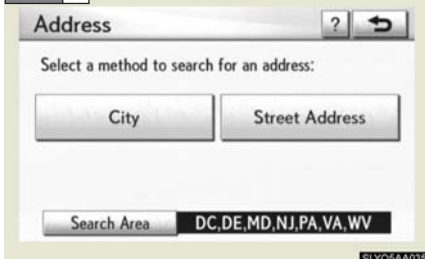 Address ?
Select a method to search for an address:
City Street Address
Search Area DC,DE,MD,NJ,PA,VA,WV